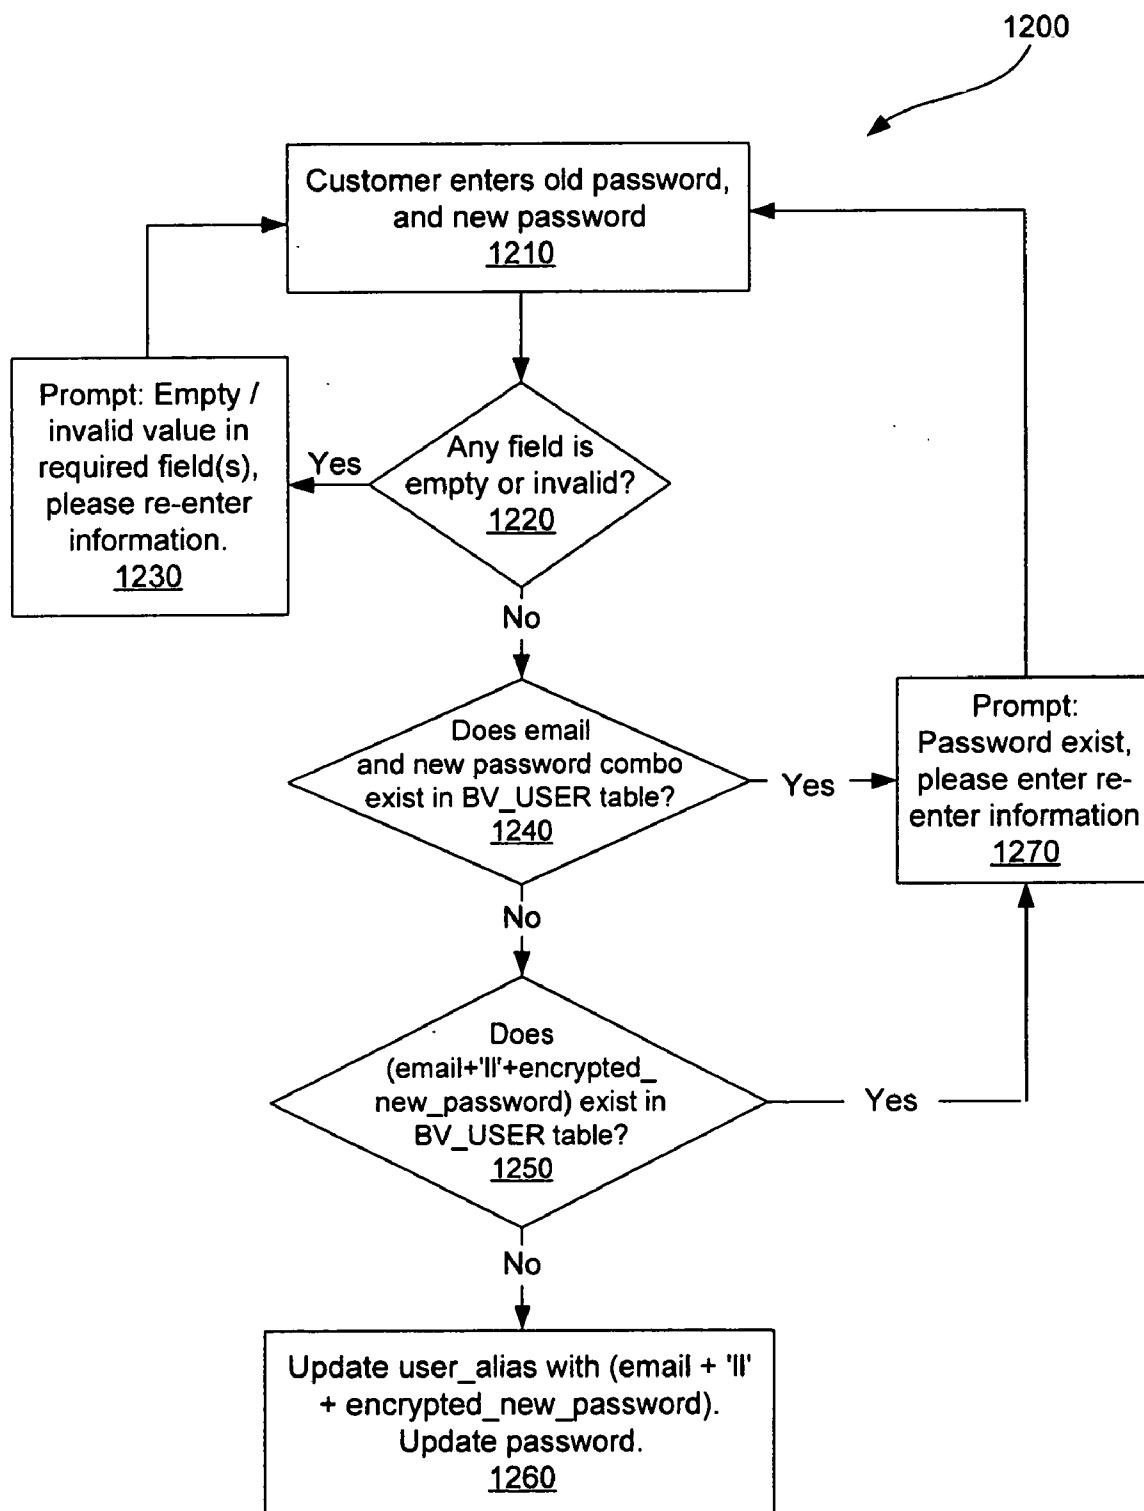 1200
Customer enters old password,
and new password
1210
Prompt: Empty /
invalid value in
required field(s),
please re-enter
information.
1230
Yes
Any field is
empty or invalid?
1220
No
Does email
and new password combo
exist in BV_USER table?
1240
Yes
Prompt:
Password exist,
please enter re-
enter information
1270
No
Does
(email+'ll'+encrypted_
new_password) exist in
BV_USER table?
1250
Yes
No
Update user_alias with (email + 'll'
+ encrypted_new_password).
Update password.
1260